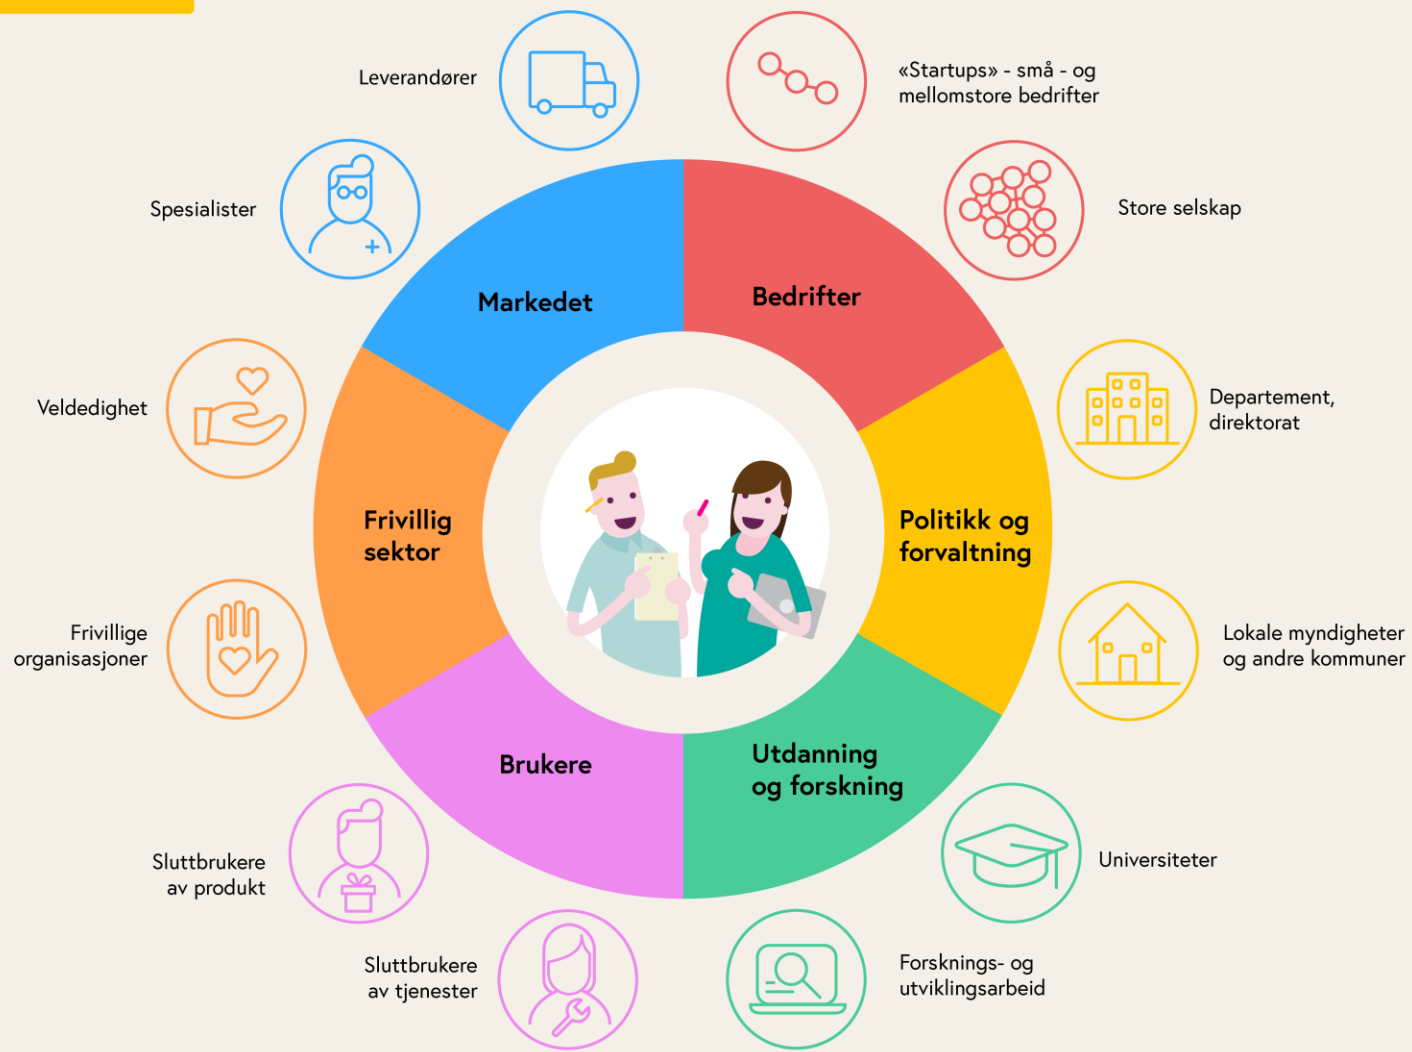 Leverandører
«Startups» - små - og
mellomstore bedrifter
Spesialister
Store selskap
Markedet
Bedrifter
Veldedighet
Departement,
direktorat
Frivillig
sektor
Politikk og
forvaltning
Frivillige
organisasjoner
Lokale myndigheter
og andre kommuner
Brukere
Utdanning
og forskning
Sluttbrukere
av produkt
Universiteter
Sluttbrukere
av tjenester
Forsknings- og
utviklingsarbeid